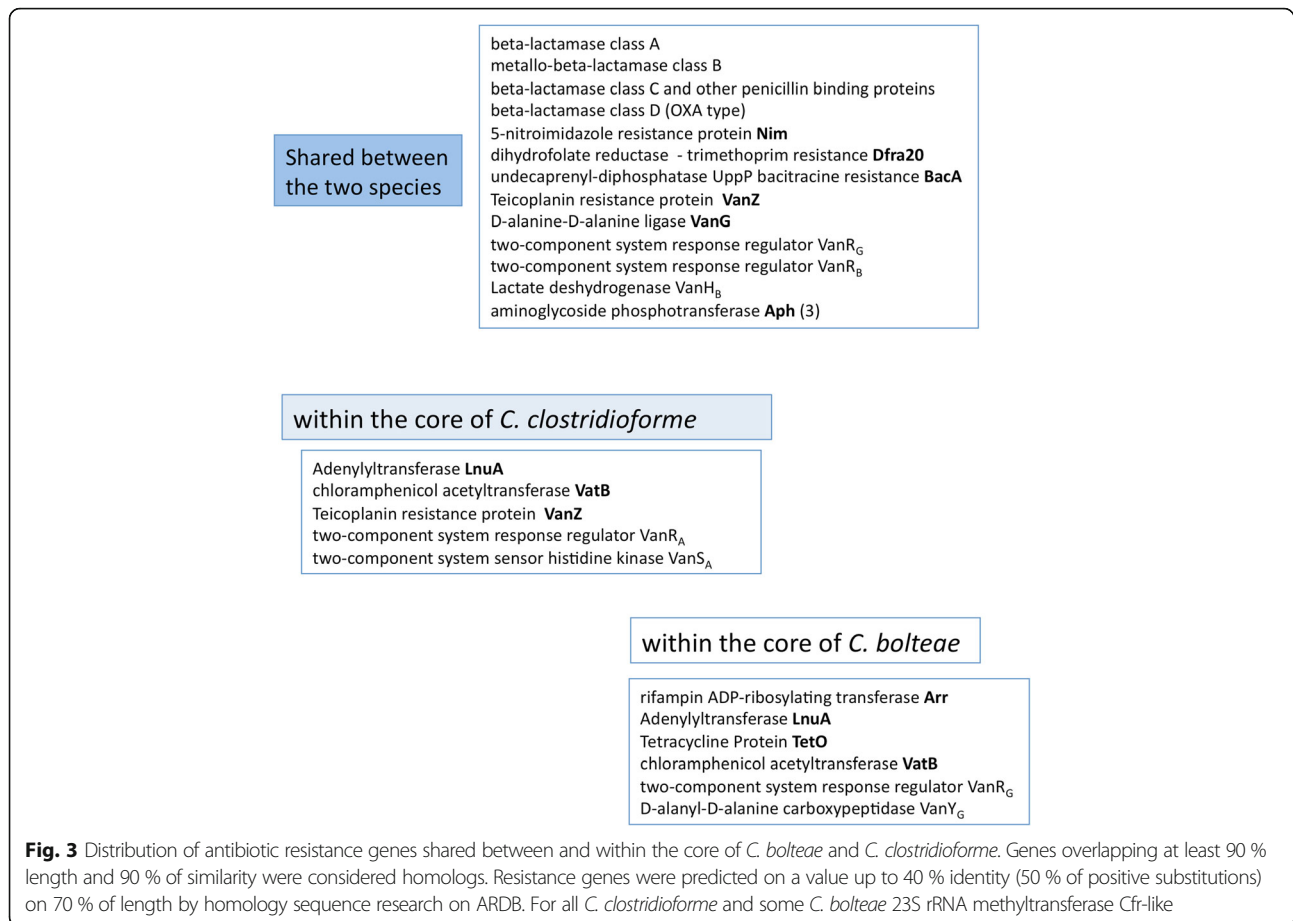 Shared between
the two species
beta-lactamase class A
metallo-beta-lactamase class B
beta-lactamase class C and other penicillin binding proteins
beta-lactamase class D (OXA type)
5-nitroimidazole resistance protein Nim
dihydrofolate reductase - trimethoprim resistance Dfra20
undecaprenyl-diphosphatase UppP bacitracine resistance BacA
Teicoplanin resistance protein VanZ
D-alanine-D-alanine ligase VanG
two-component system response regulator VanR_G
two-component system response regulator VanR_B
Lactate deshydrogenase VanH_B
aminoglycoside phosphotransferase Aph (3)
within the core of C. clostridioforme
Adenylyltransferase LnuA
chloramphenicol acetyltransferase VatB
Teicoplanin resistance protein VanZ
two-component system response regulator VanR_A
two-component system sensor histidine kinase VanS_A
within the core of C. bolteae
rifampin ADP-ribosylating transferase Arr
Adenylyltransferase LnuA
Tetracycline Protein TetO
chloramphenicol acetyltransferase VatB
two-component system response regulator VanR_G
D-alanyl-D-alanine carboxypeptidase VanY_G
Fig. 3 Distribution of antibiotic resistance genes shared between and within the core of C. bolteae and C. clostridioforme. Genes overlapping at least 90 %
length and 90 % of similarity were considered homologs. Resistance genes were predicted on a value up to 40 % identity (50 % of positive substitutions)
on 70 % of length by homology sequence research on ARDB. For all C. clostridioforme and some C. bolteae 23S rRNA methyltransferase Cfr-like